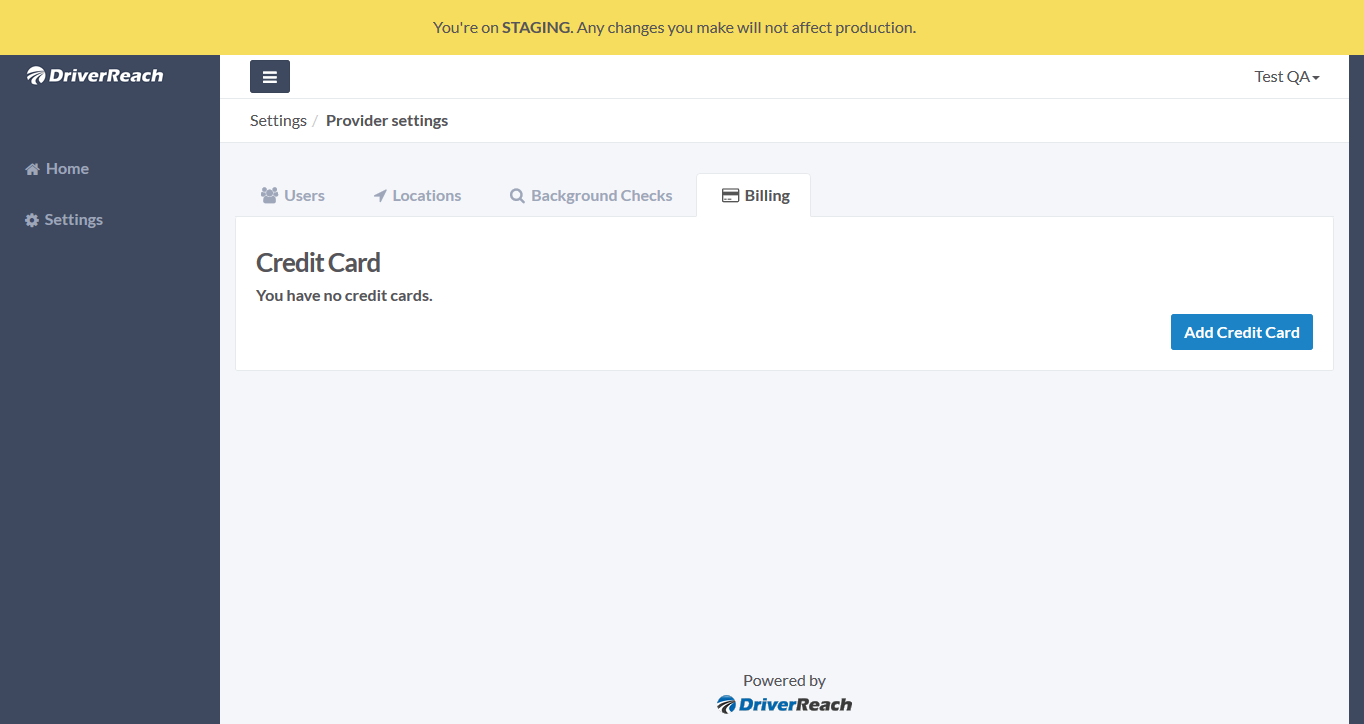 You're on STAGING. Any changes you make will not affect production.
DriverReach
Test QA
Settings / Provider settings
Home
Settings
Users
Locations
Background Checks
Billing
Credit Card
You have no credit cards.
Add Credit Card
Powered by
DriverReach